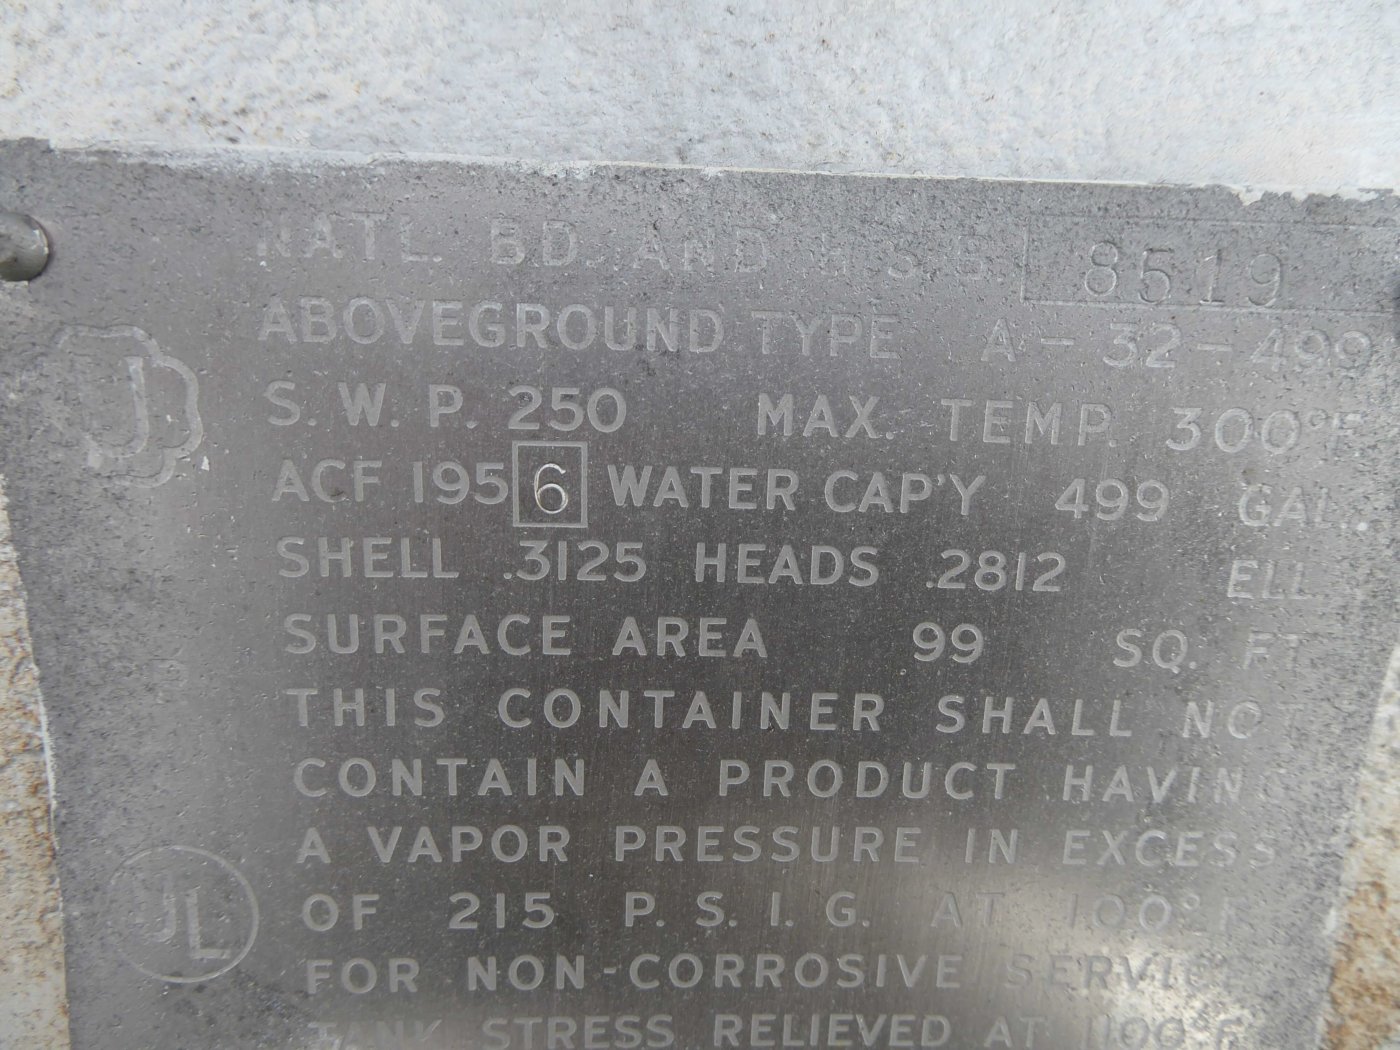 NATL. BD. AND U.S.S. 8519
ABOVEGROUND TYPE A-32-499
S. W. P. 250 MAX. TEMP. 300°F
ACF 1956 WATER CAP'Y 499 GAL.
SHELL .3125 HEADS .2812 ELL
SURFACE AREA 99 SQ. FT
THIS CONTAINER SHALL NOT
CONTAIN A PRODUCT HAVING
A VAPOR PRESSURE IN EXCESS
OF 215 P. S. I. G. AT 100°F
FOR NON-CORROSIVE SERVICE
TANK STRESS RELIEVED AT 1100°F
J
UL